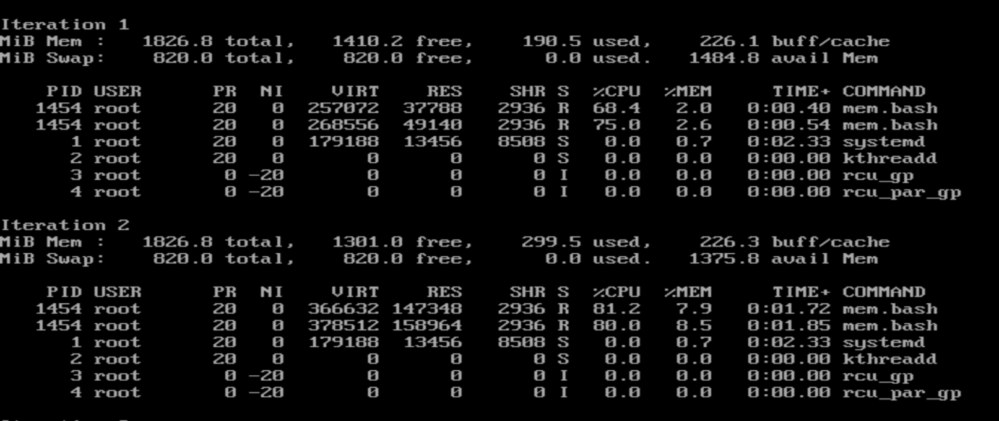 Iteration 1
MiB Mem :   1826.8 total,   1410.2 free,    190.5 used,    226.1 buff/cache
MiB Swap:    820.0 total,    820.0 free,      0.0 used.   1484.8 avail Mem
PID USER      PR  NI    VIRT    RES    SHR S  %CPU  %MEM     TIME+ COMMAND
1454 root      20   0  257072  37788   2936 R  68.4   2.0   0:00.40 mem.bash
1454 root      20   0  268556  49140   2936 R  75.0   2.6   0:00.54 mem.bash
1 root      20   0  179188  13456   8508 S   0.0   0.7   0:02.33 systemd
2 root      20   0       0      0      0 S   0.0   0.0   0:00.00 kthreadd
3 root       0 -20       0      0      0 I   0.0   0.0   0:00.00 rcu_gp
4 root       0 -20       0      0      0 I   0.0   0.0   0:00.00 rcu_par_gp
Iteration 2
MiB Mem :   1826.8 total,   1301.0 free,    299.5 used,    226.3 buff/cache
MiB Swap:    820.0 total,    820.0 free,      0.0 used.   1375.8 avail Mem
PID USER      PR  NI    VIRT    RES    SHR S  %CPU  %MEM     TIME+ COMMAND
1454 root      20   0  366632 147348   2936 R  81.2   7.9   0:01.72 mem.bash
1454 root      20   0  378512 158964   2936 R  80.0   8.5   0:01.85 mem.bash
1 root      20   0  179188  13456   8508 S   0.0   0.7   0:02.33 systemd
2 root      20   0       0      0      0 S   0.0   0.0   0:00.00 kthreadd
3 root       0 -20       0      0      0 I   0.0   0.0   0:00.00 rcu_gp
4 root       0 -20       0      0      0 I   0.0   0.0   0:00.00 rcu_par_gp